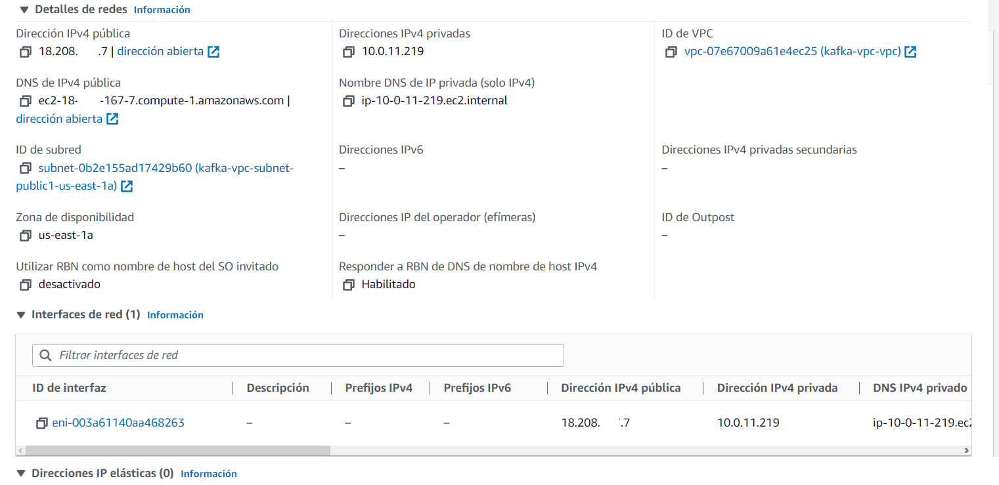 Detalles de redes Información
Dirección IPv4 pública
18.208. .7 | dirección abierta
Direcciones IPv4 privadas
10.0.11.219
ID de VPC
vpc-07e67009a61e4ec25 (kafka-vpc-vpc)
DNS de IPv4 pública
ec2-18- -167-7.compute-1.amazonaws.com |
dirección abierta
Nombre DNS de IP privada (solo IPv4)
ip-10-0-11-219.ec2.internal
ID de subred
subnet-0b2e155ad17429b60 (kafka-vpc-subnet-
public1-us-east-1a)
Direcciones IPv6
–
Direcciones IPv4 privadas secundarias
–
Zona de disponibilidad
us-east-1a
Direcciones IP del operador (efímeras)
–
ID de Outpost
–
Utilizar RBN como nombre de host del SO invitado
desactivado
Responder a RBN de DNS de nombre de host IPv4
Habilitado
Interfaces de red (1) Información
Filtrar interfaces de red
ID de interfaz Descripción Prefijos IPv4 Prefijos IPv6 Dirección IPv4 pública Dirección IPv4 privada DNS IPv4 privado
eni-003a61140aa468263 – – – 18.208. .7 10.0.11.219 ip-10-0-11-219.ec2
Direcciones IP elásticas (0) Información